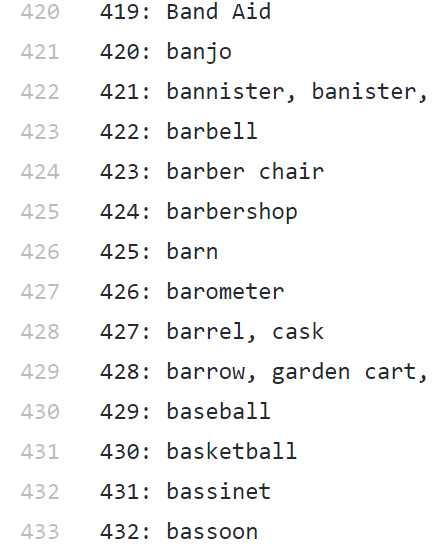 420 419: Band Aid
421 420: banjo
422 421: bannister, banister,
423 422: barbell
424 423: barber chair
425 424: barbershop
426 425: barn
427 426: barometer
428 427: barrel, cask
429 428: barrow, garden cart,
430 429: baseball
431 430: basketball
432 431: bassinet
433 432: bassoon